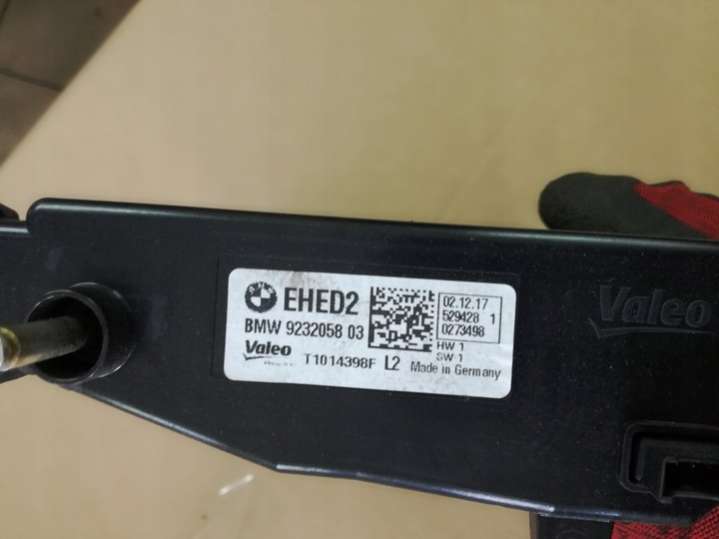 EHED2
BMW 9232058 03
Valeo T1014398F L2
02.12.17
529428 1
0273498
HW 1
SW 1
Made in Germany
Valeo